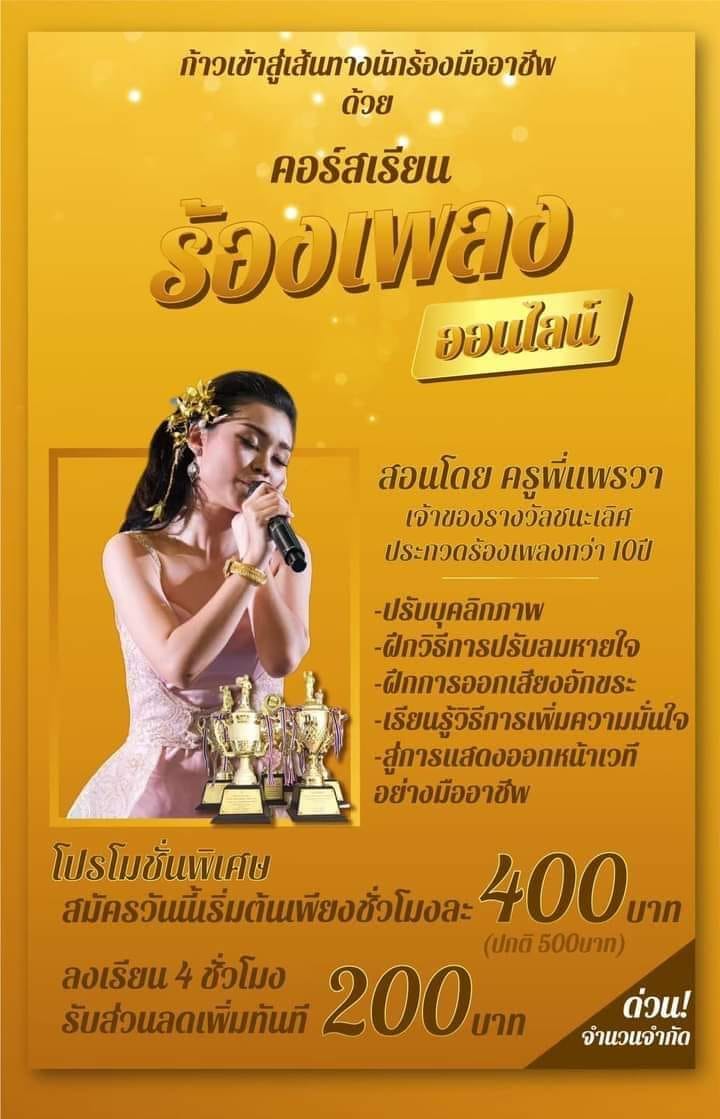 ก้าวเข้าสู่เส้นทางนักร้องมืออาชีพ
ด้วย
คอร์สเรียน
ร้องเพลง
ออนไลน์
สอนโดย ครูพี่แพรวา
เจ้าของรางวัลชนะเลิศ
ประกวดร้องเพลงกว่า 10ปี
-ปรับบุคลิกภาพ
-ฝึกวิธีการปรับลมหายใจ
-ฝึกการออกเสียงอักขระ
-เรียนรู้วิธีการเพิ่มความมั่นใจ
-สู่การแสดงออกหน้าเวที
อย่างมืออาชีพ
โปรโมชั่นพิเศษ
สมัครวันนี้เริ่มต้นเพียงชั่วโมงละ 400 บาท
(ปกติ 500บาท)
ลงเรียน 4 ชั่วโมง
รับส่วนลดเพิ่มทันที 200 บาท
ด่วน!
จำนวนจำกัด